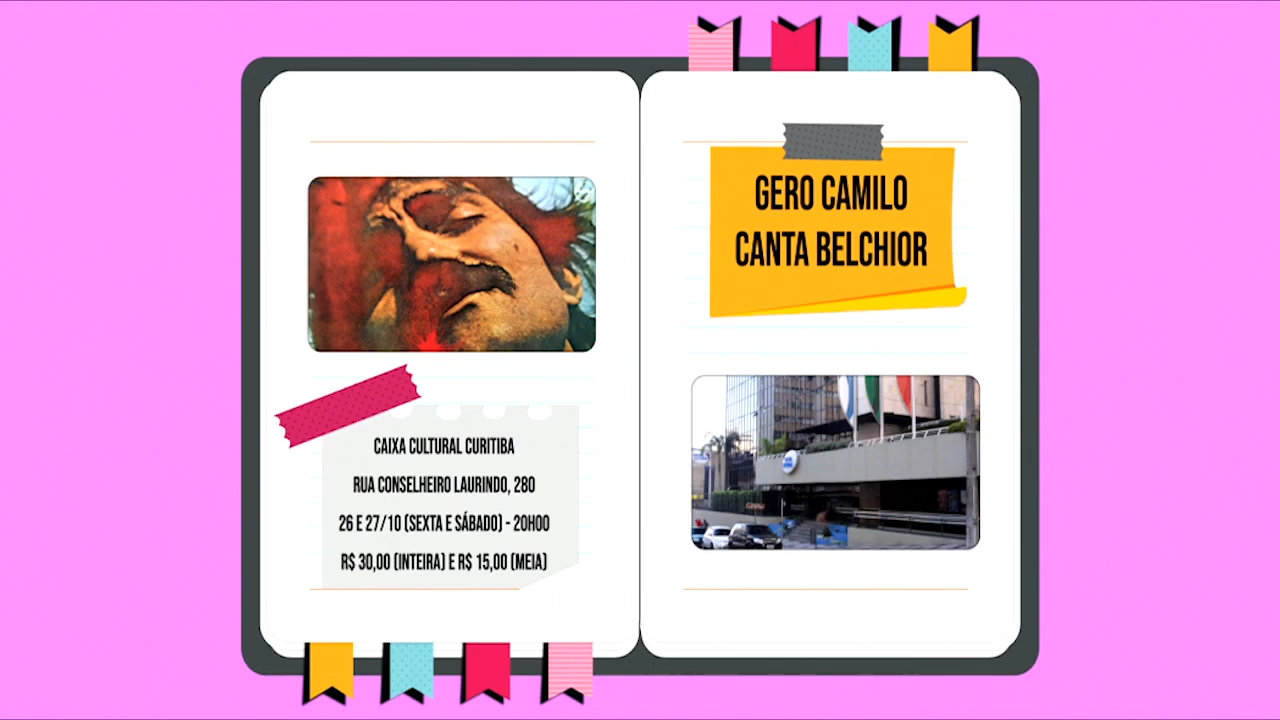 CAIXA CULTURAL CURITIBA
RUA CONSELHEIRO LAURINDO, 280
26 E 27/10 (SEXTA E SÁBADO) - 20H00
R$ 30,00 (INTEIRA) E R$ 15,00 (MEIA)
GERO CAMILO
CANTA BELCHIOR